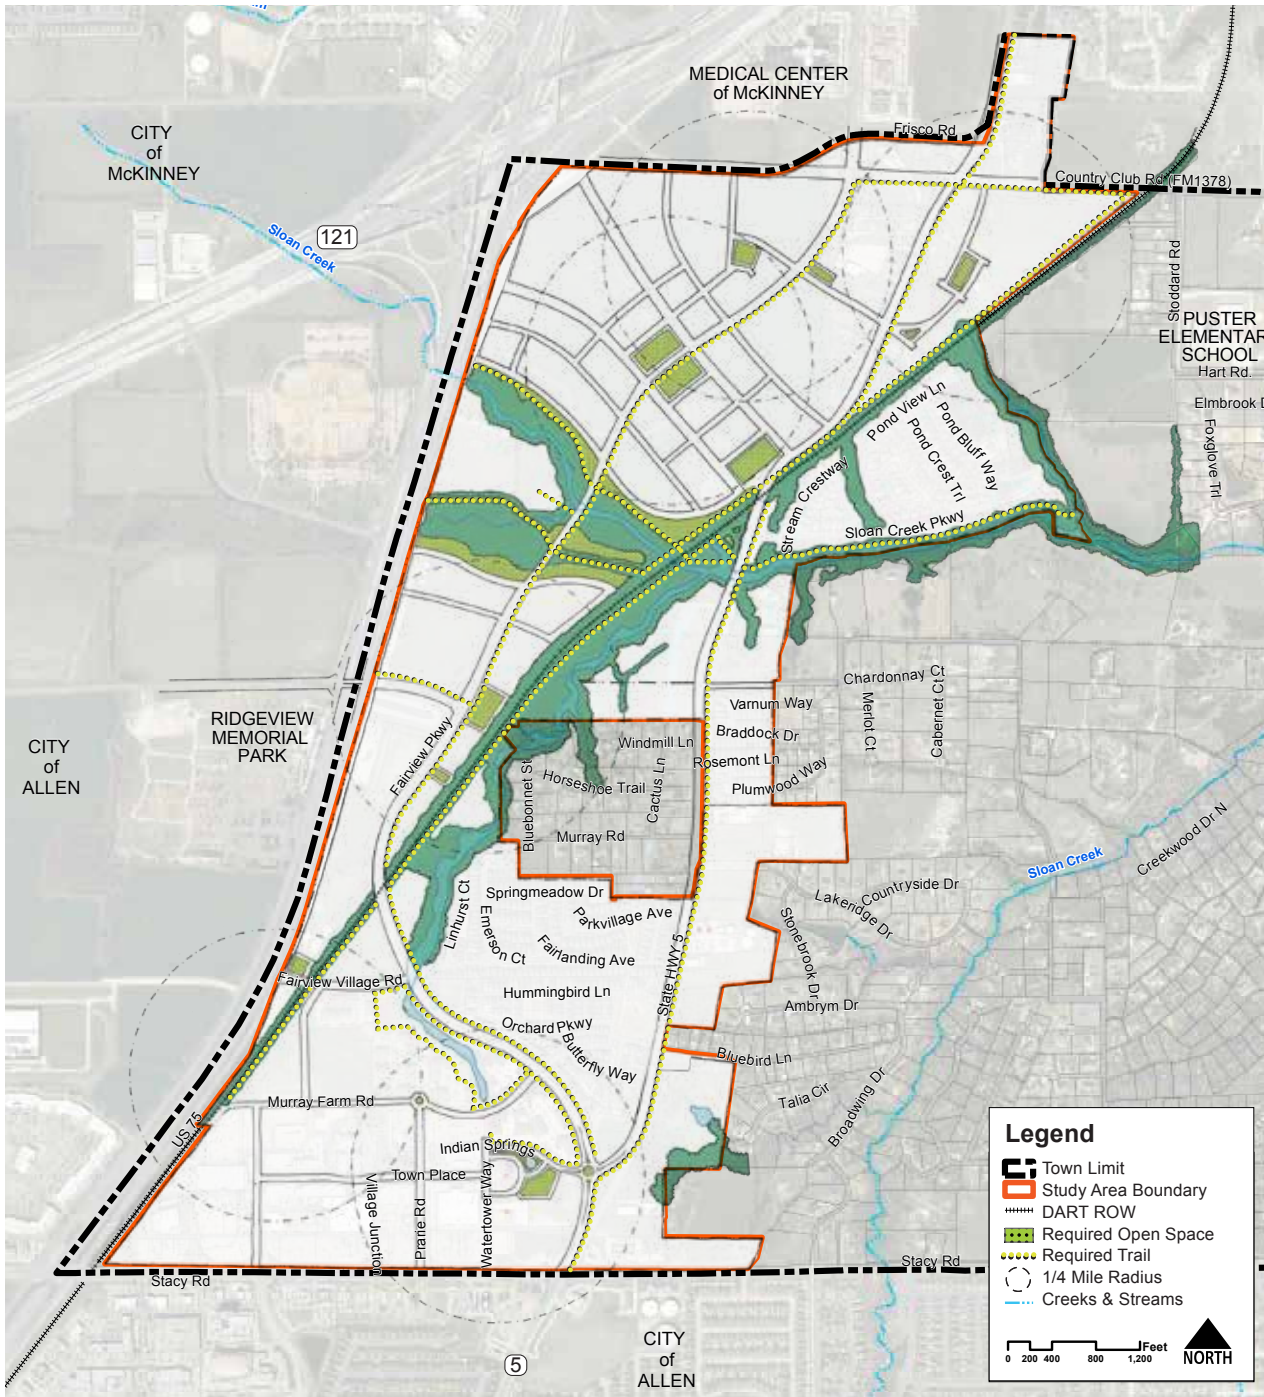 MEDICAL CENTER
of McKINNEY
CITY
of
McKINNEY
Frisco Rd
Country Club Rd (FM1378)
121
Sloan Creek
Stoddard Rd
PUSTER
ELEMENTAR
SCHOOL
Hart Rd.
Elmbrook D
Foxglove Trl
Pond View Ln
Pond Bluff Way
Pond Crest Trl
Stream Crestway
Sloan Creek Pkwy
Chardonnay Ct
Merlot Ct
Cabernet Ct Ct
Varnum Way
Braddock Dr
Rosemont Ln
Plumwood Way
RIDGEVIEW
MEMORIAL
PARK
CITY
of
ALLEN
Fairview Pkwy
Windmill Ln
Horseshoe Trail
Cactus Ln
Bluebonnet St
Murray Rd
Sloan Creek
Creekwood Dr N
Countryside Dr
Lakeridge Dr
Stonebrook Dr
Springmeadow Dr
Parkvillage Ave
Linhurst Ct
Emerson Ct
Fairlanding Ave
State HWY 5
Fairview Village Rd
Hummingbird Ln
Ambrym Dr
Orchard Pkwy
Butterfly Way
Bluebird Ln
Talia Cir
Broadwing Dr
Murray Farm Rd
US 75
Indian Springs
Town Place
Village Junction
Prarie Rd
Watertower Way
Stacy Rd
Stacy Rd
CITY
of
ALLEN
5
Legend
Town Limit
Study Area Boundary
DART ROW
Required Open Space
Required Trail
1/4 Mile Radius
Creeks & Streams
Feet
0 200 400 800 1,200
NORTH